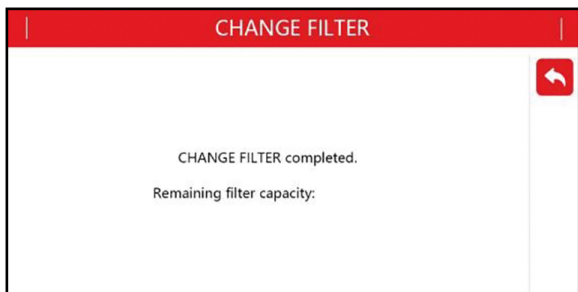 CHANGE FILTER
CHANGE FILTER completed.
Remaining filter capacity: